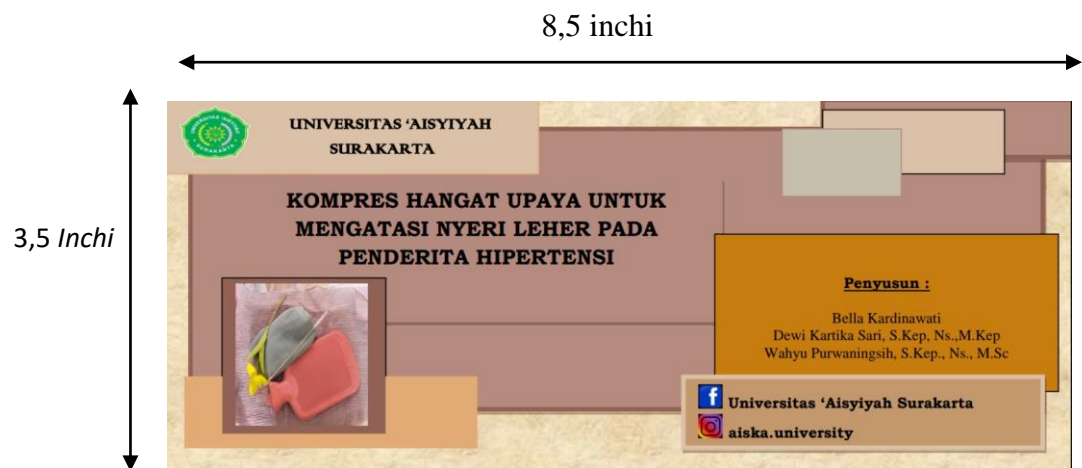 8,5 inchi
3,5 Inchi
UNIVERSITAS ‘AISYIYAH
SURAKARTA
KOMPRES HANGAT UPAYA UNTUK
MENGATASI NYERI LEHER PADA
PENDERITA HIPERTENSI
Penyusun :
Bella Kardinawati
Dewi Kartika Sari, S.Kep, Ns.,M.Kep
Wahyu Purwaningsih, S.Kep., Ns., M.Sc
Universitas ‘Aisyiyah Surakarta
aiska.university